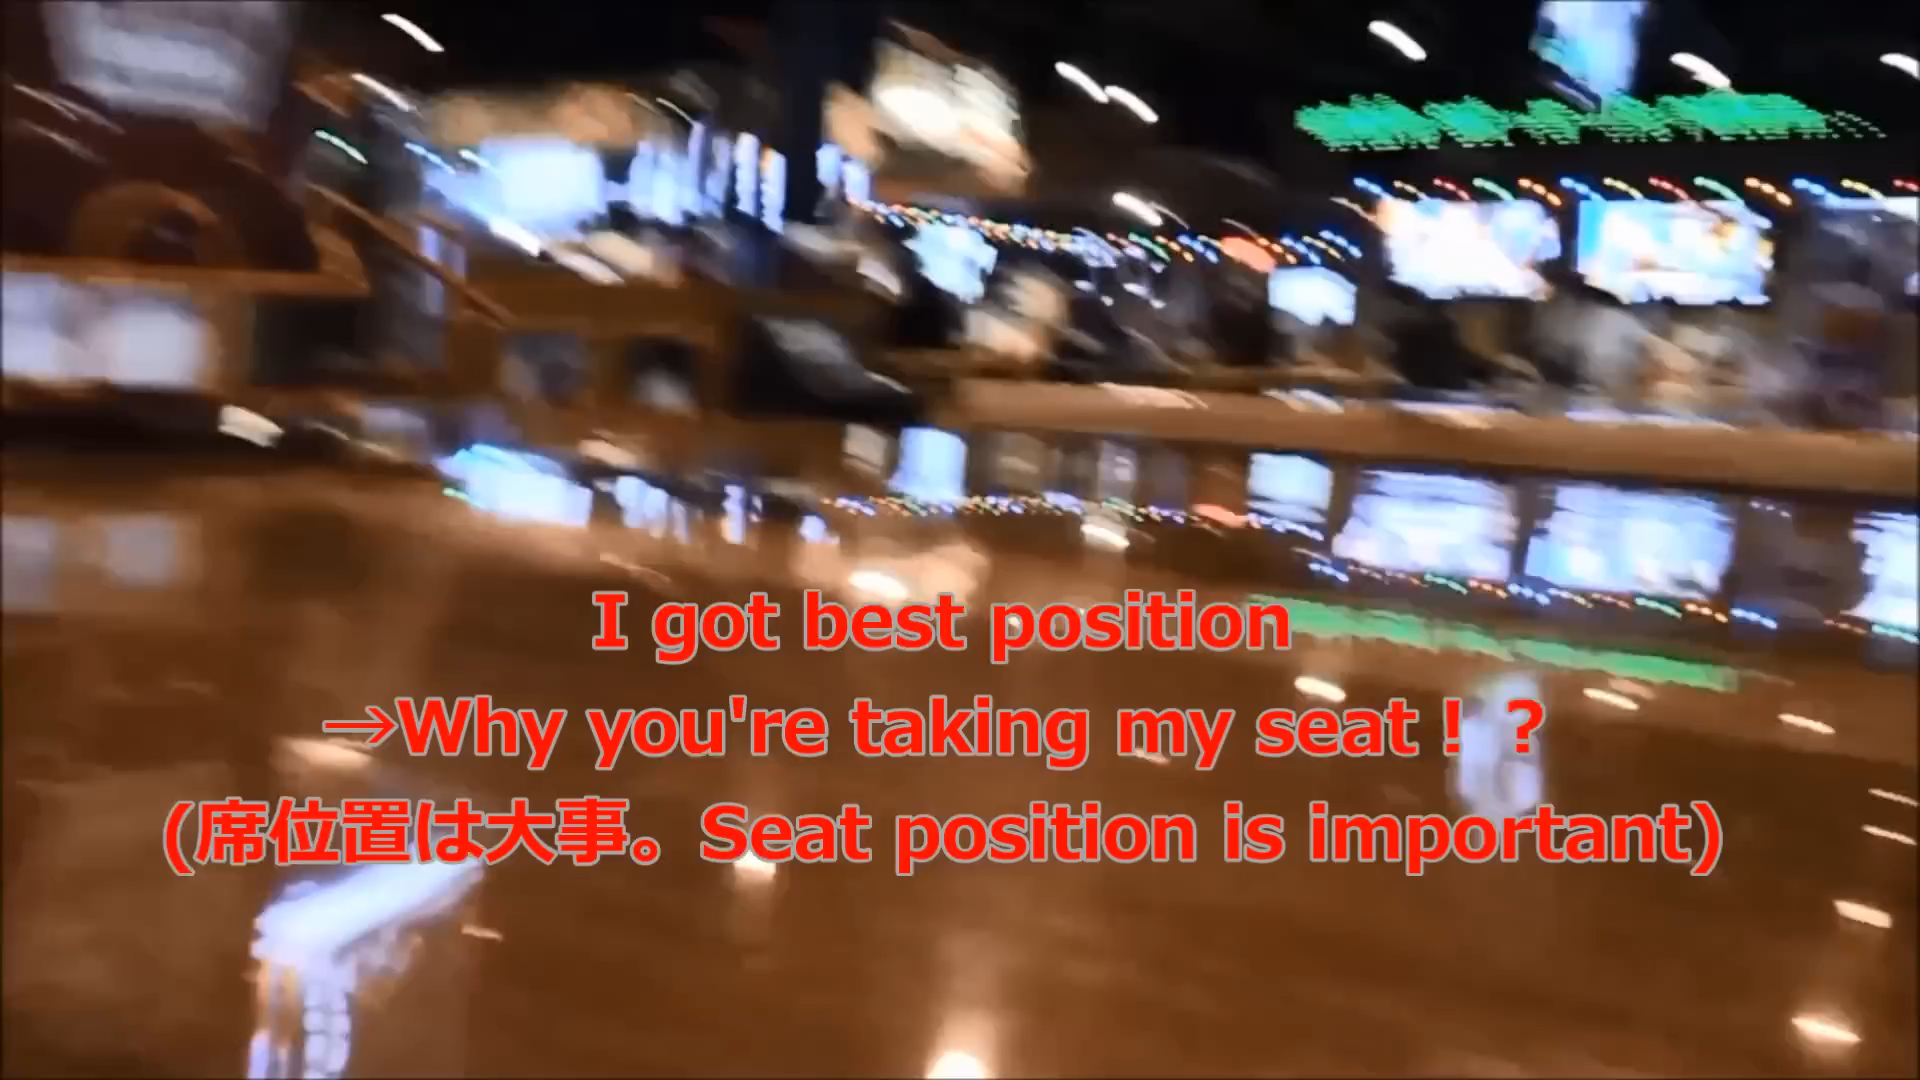 I got best position
→Why you're taking my seat！？
(席位置は大事。Seat position is important)